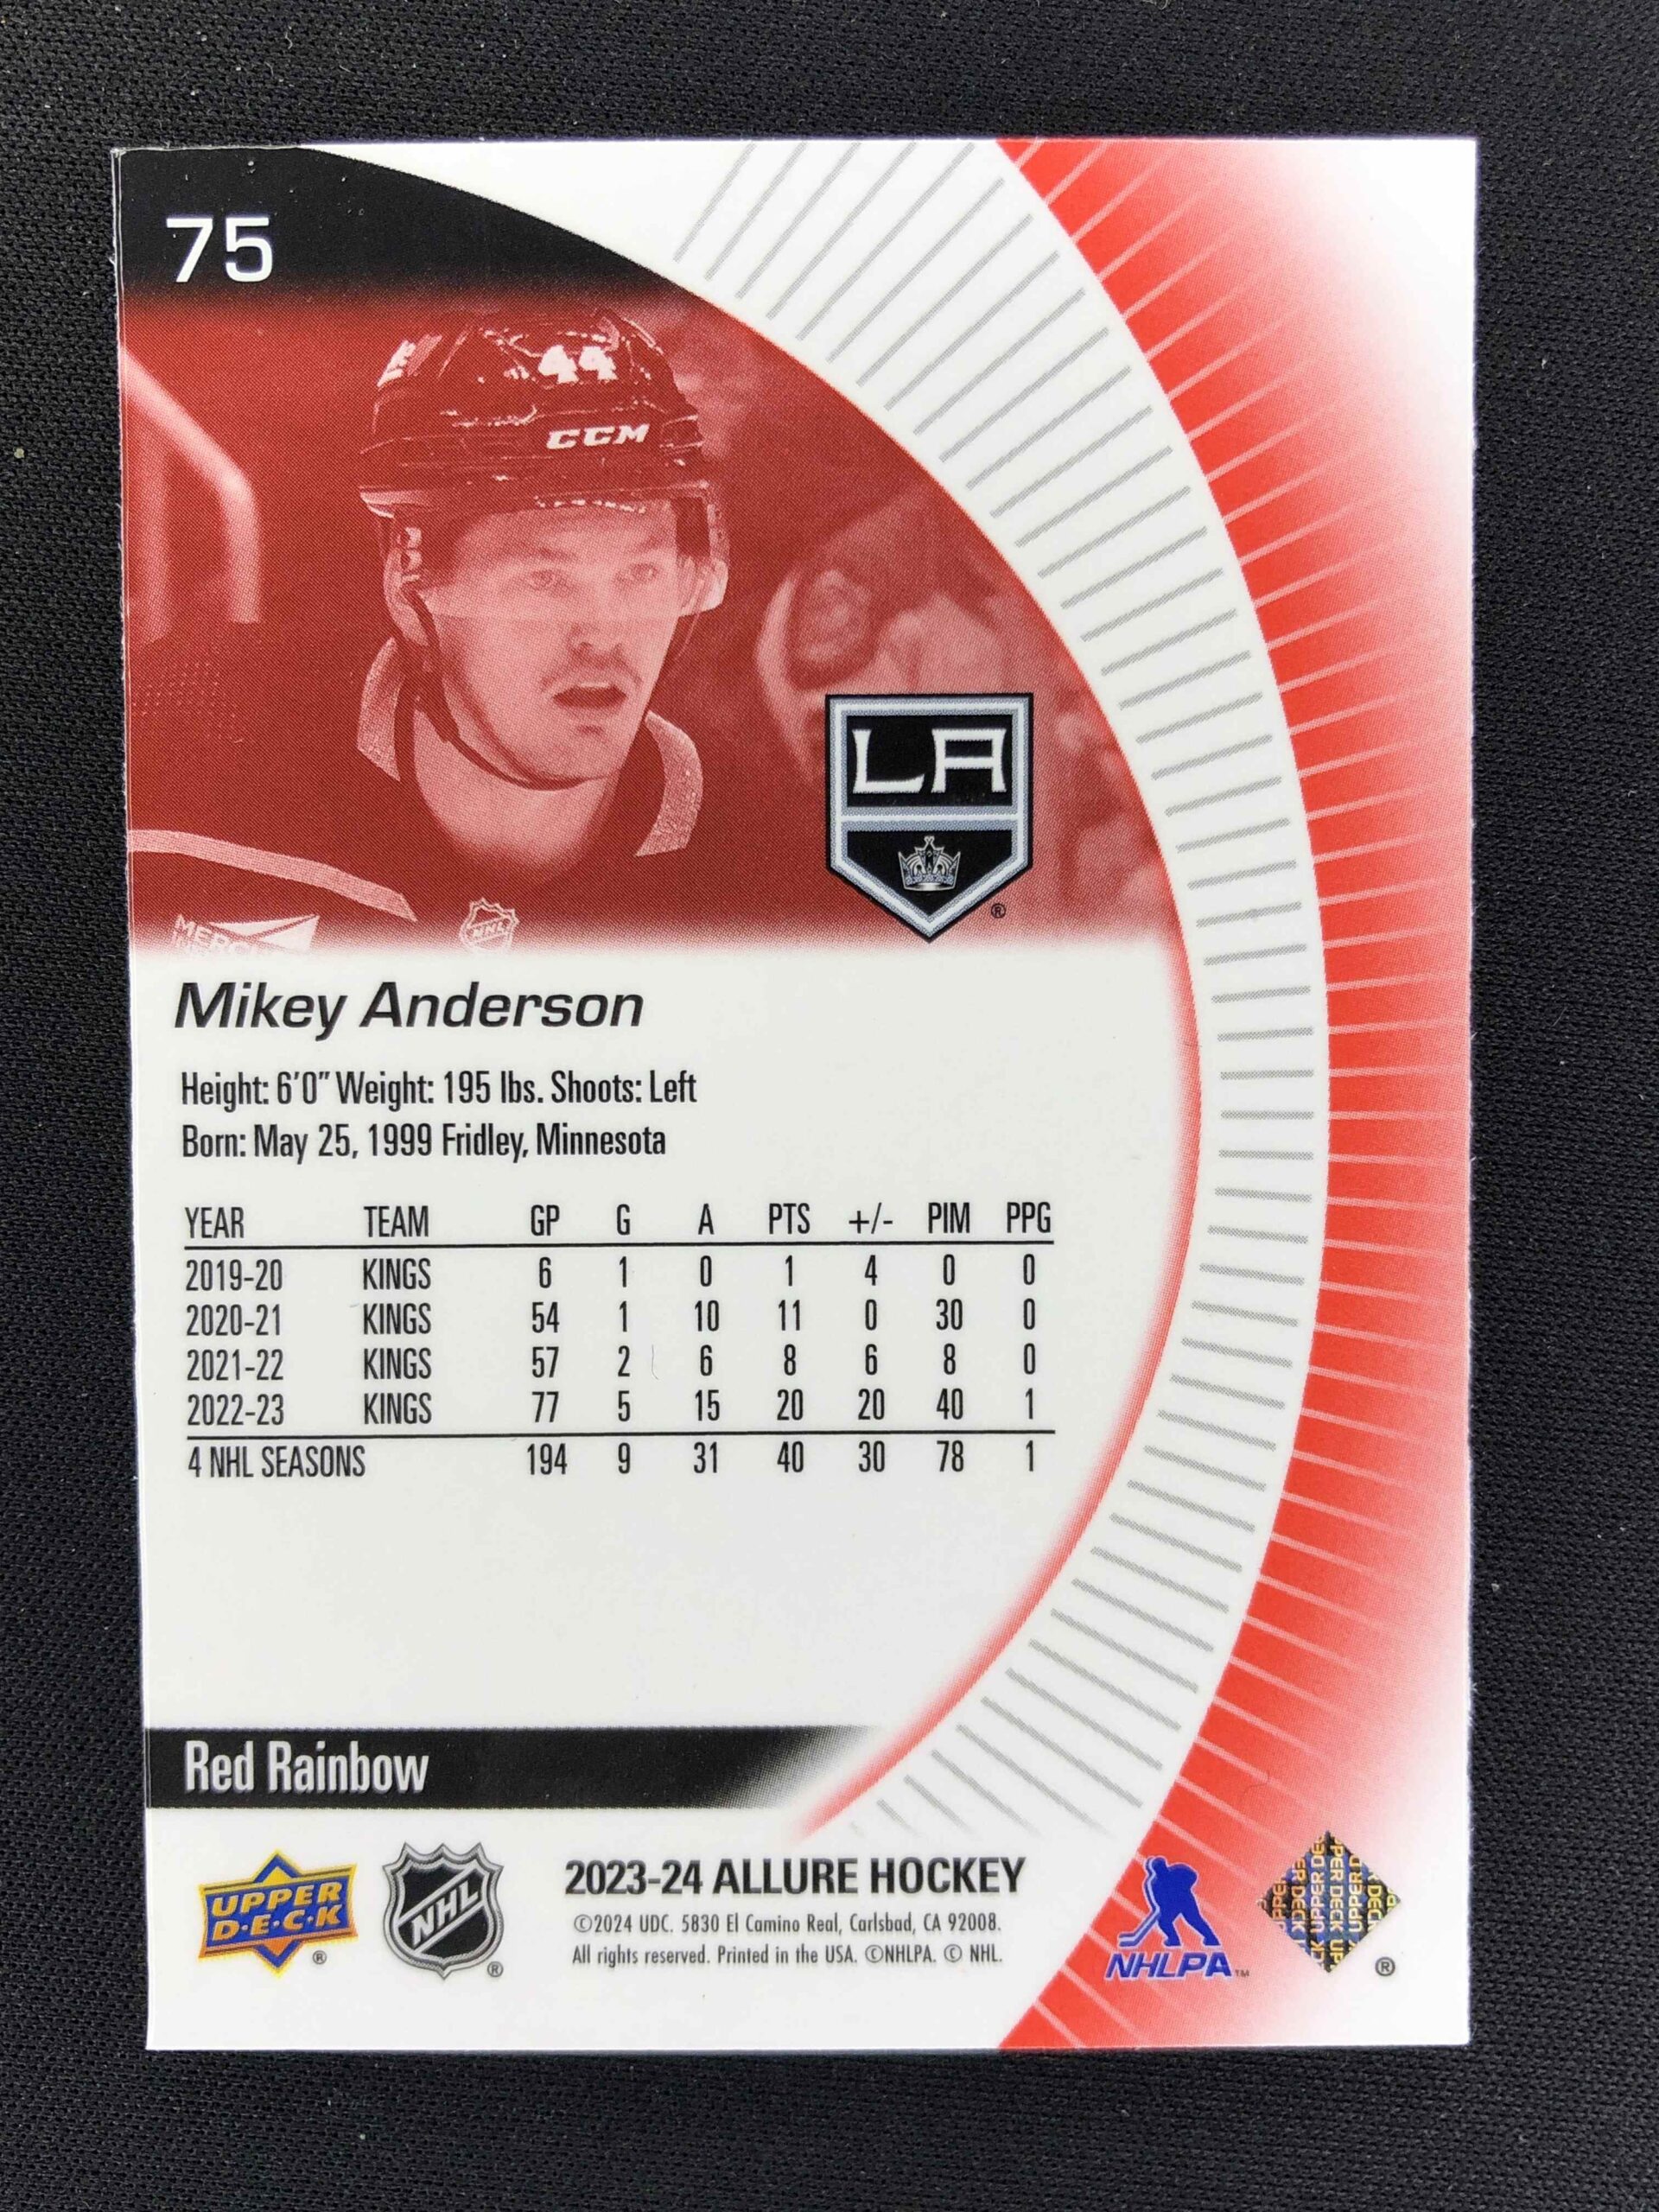 75
44
CCM
LA
®
MERC
NHL
Mikey Anderson
Height: 6'0" Weight: 195 lbs. Shoots: Left
Born: May 25, 1999 Fridley, Minnesota
YEAR TEAM GP G A PTS +/- PIM PPG
2019-20 KINGS 6 1 0 1 4 0 0
2020-21 KINGS 54 1 10 11 0 30 0
2021-22 KINGS 57 2 6 8 6 8 0
2022-23 KINGS 77 5 15 20 20 40 1
4 NHL SEASONS 194 9 31 40 30 78 1
Red Rainbow
UPPER
D·E·C·K
®
NHL
®
2023-24 ALLURE HOCKEY
©2024 UDC. 5830 El Camino Real, Carlsbad, CA 92008.
All rights reserved. Printed in the USA. ©NHLPA. © NHL.
NHLPA™
UPPER DECK
®